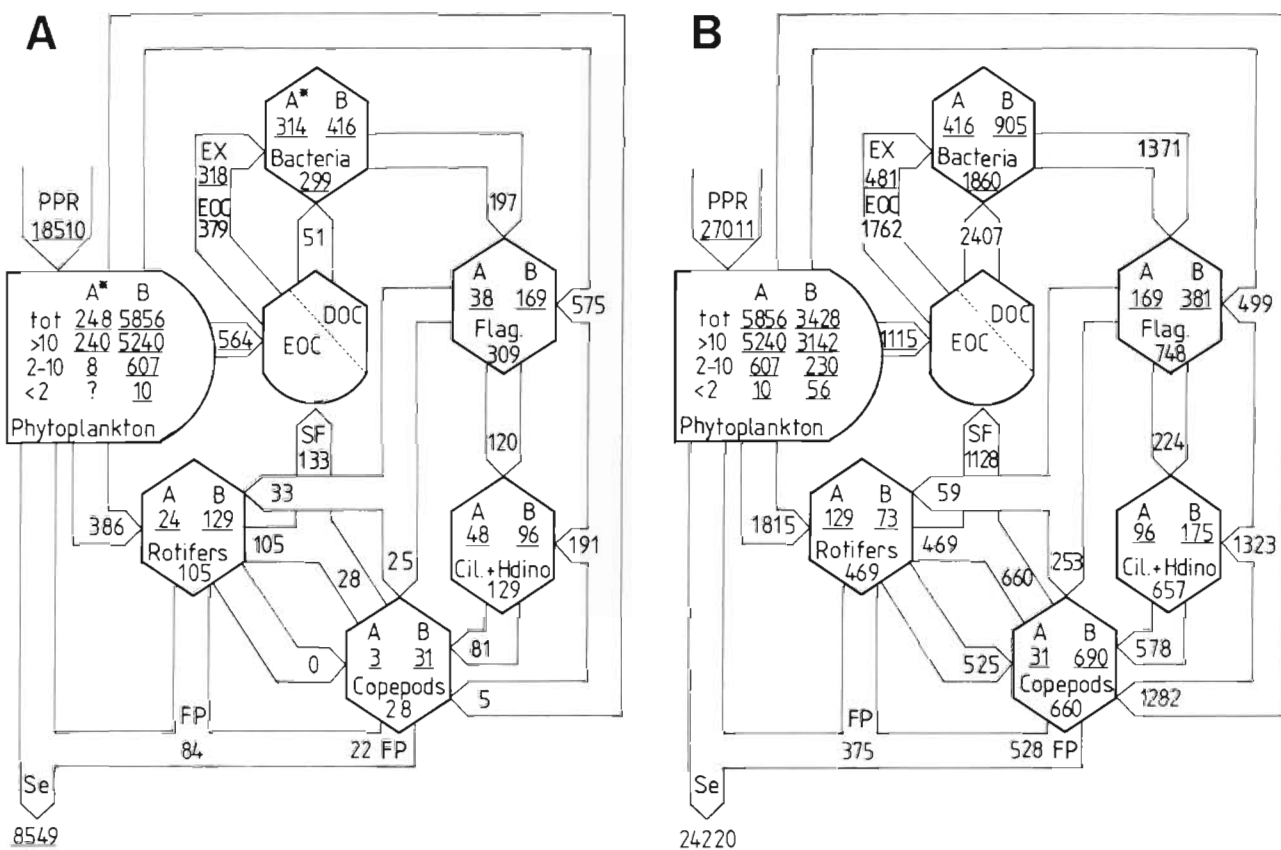 A
A* B
314 416
Bacteria
299
EX
318
EOC
379
PPR
18510
51
197
A* B
tot 248 5856
>10 240 5240
2-10 8 607
<2 ? 10
Phytoplankton
564
DOC
EOC
A B
38 169
Flag.
309
575
SF
133
120
386
A B
24 129
Rotifers
105
33
105
28
25
A B
48 96
Cil.+Hdino
129
191
0
81
A B
3 31
Copepods
28
5
FP
84
22 FP
Se
8549
B
A B
416 905
Bacteria
1860
EX
481
EOC
1762
PPR
27011
2407
1371
A B
tot 5856 3428
>10 5240 3142
2-10 607 230
<2 10 56
Phytoplankton
1115
DOC
EOC
A B
169 381
Flag.
748
499
SF
1128
224
1815
A B
129 73
Rotifers
469
59
469
660
253
A B
96 175
Cil.+Hdino
657
1323
525
578
A B
31 690
Copepods
660
1282
FP
375
528 FP
Se
24220